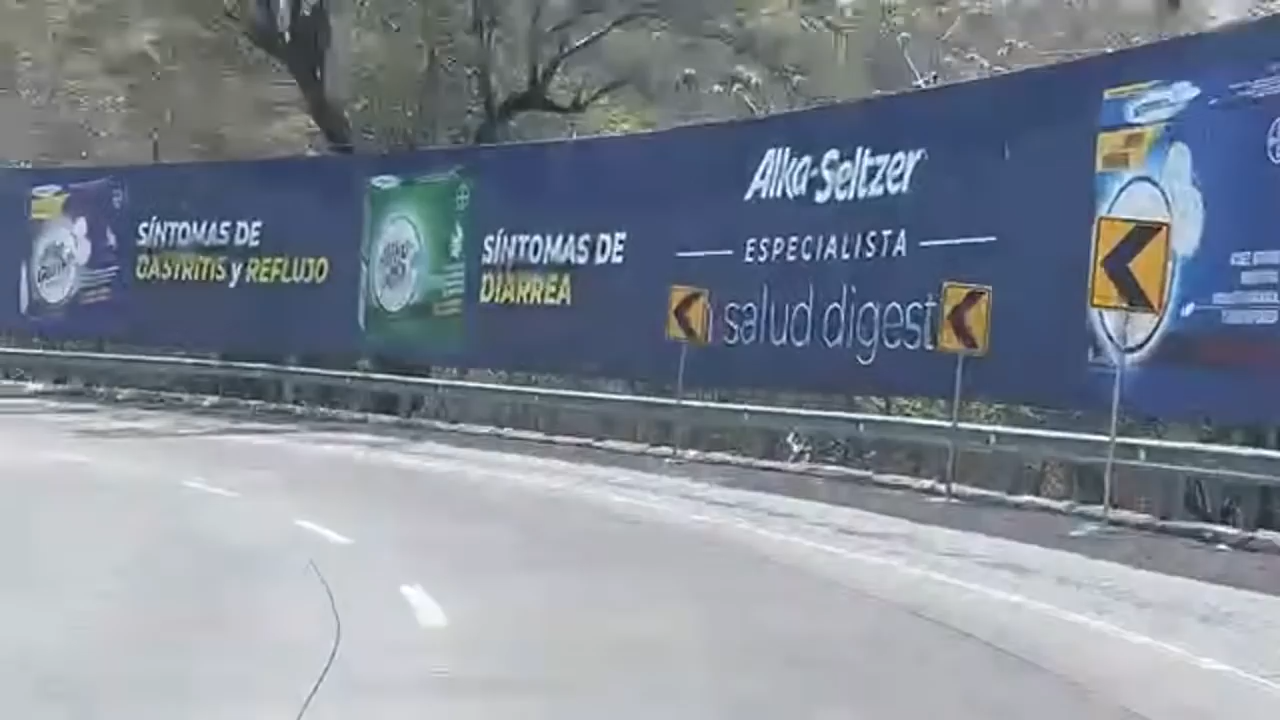 SÍNTOMAS DE
GASTRITIS y REFLUJO
SÍNTOMAS DE
DIARREA
Alka-Seltzer
ESPECIALISTA
salud digest